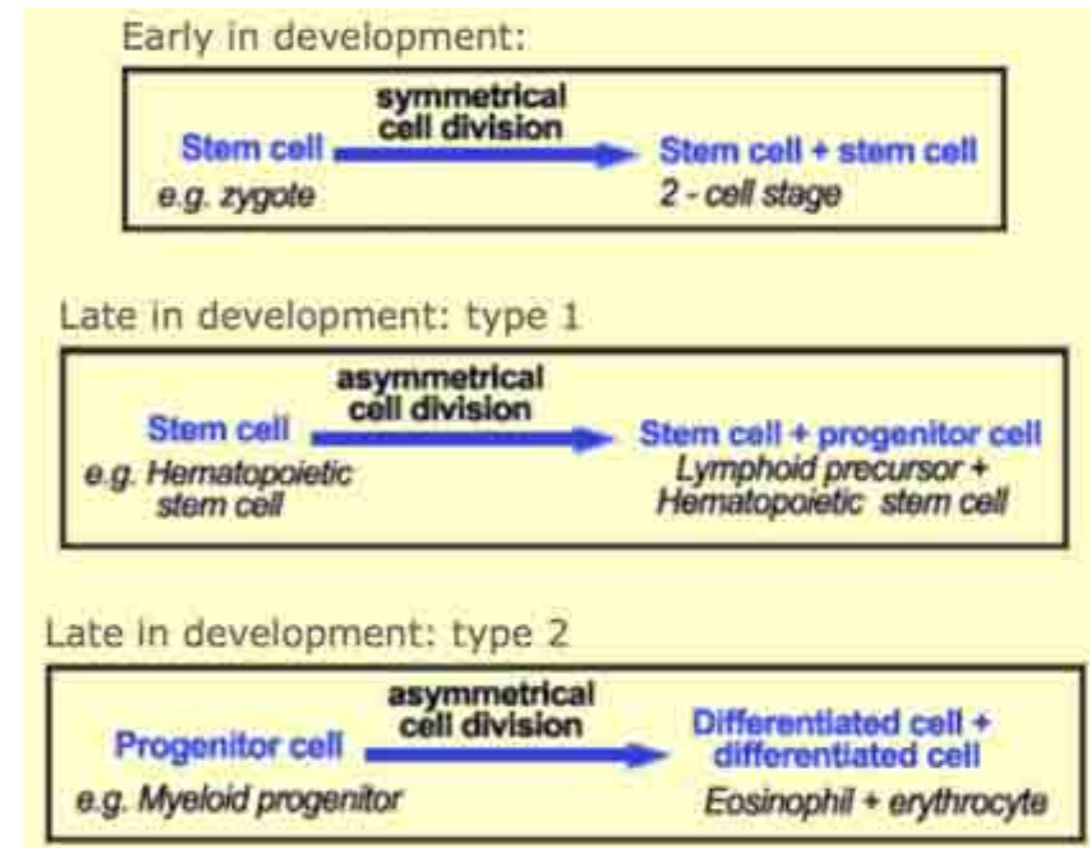 Early in development:
symmetrical
cell division
Stem cell
Stem cell + stem cell
e.g. zygote
2 - cell stage
Late in development: type 1
asymmetrical
cell division
Stem cell
Stem cell + progenitor cell
e.g. Hematopoietic
stem cell
Lymphoid precursor +
Hematopoietic stem cell
Late in development: type 2
asymmetrical
cell division
Progenitor cell
Differentiated cell +
differentiated cell
e.g. Myeloid progenitor
Eosinophil + erythrocyte